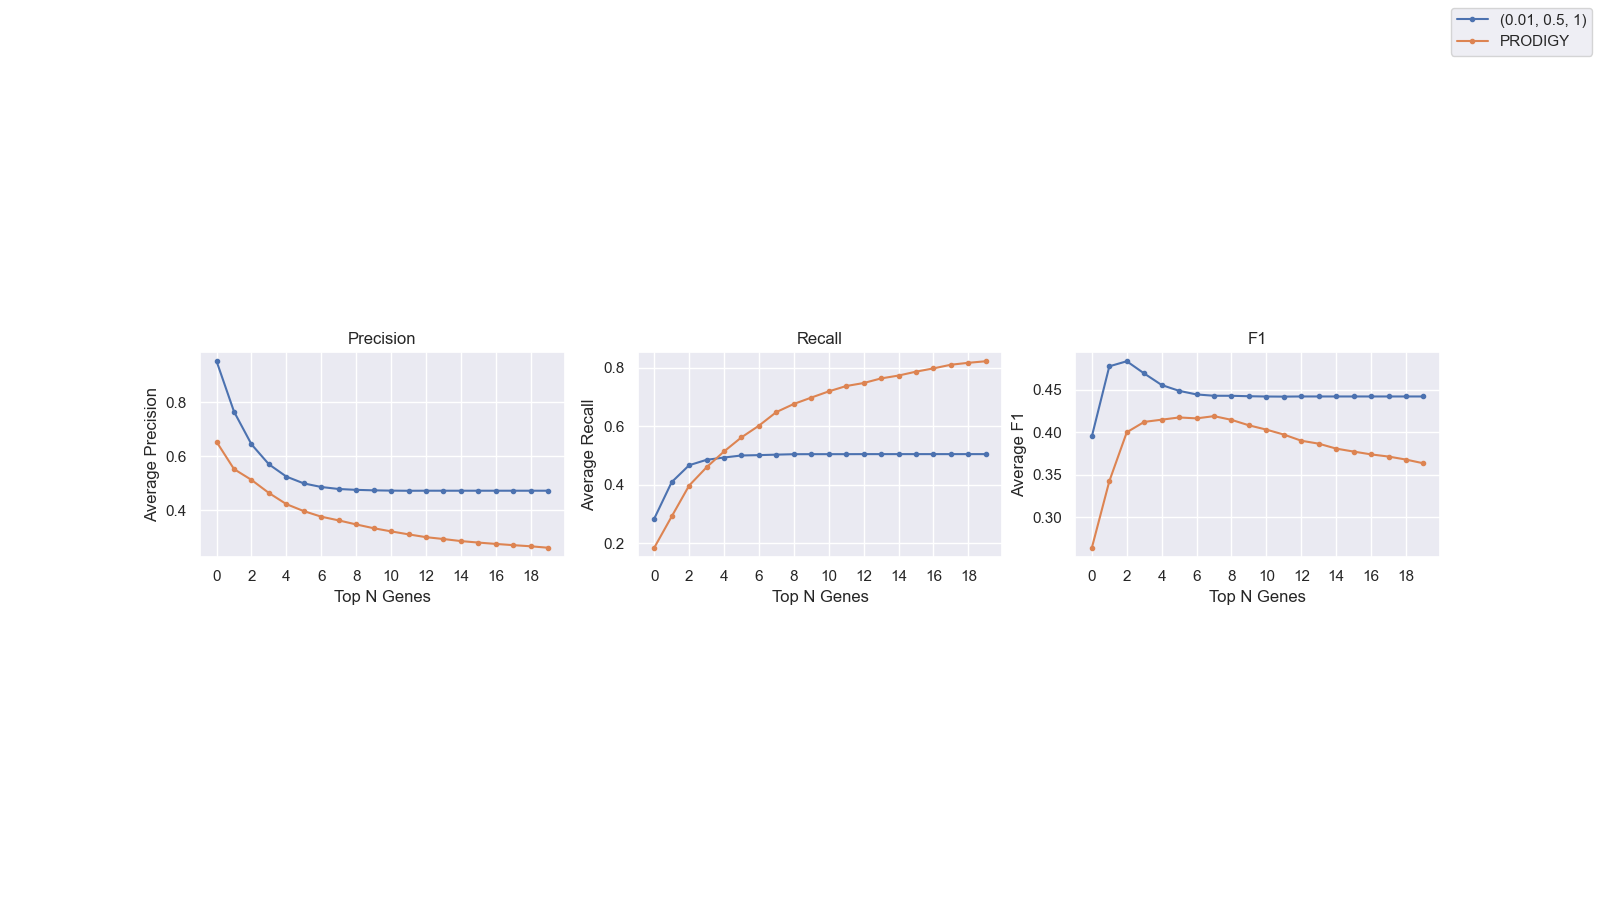 (0.01, 0.5, 1)
PRODIGY
Precision
Average Precision
0.8
0.6
0.4
0 2 4 6 8 10 12 14 16 18
Top N Genes
Recall
Average Recall
0.8
0.6
0.4
0.2
0 2 4 6 8 10 12 14 16 18
Top N Genes
F1
Average F1
0.45
0.40
0.35
0.30
0 2 4 6 8 10 12 14 16 18
Top N Genes